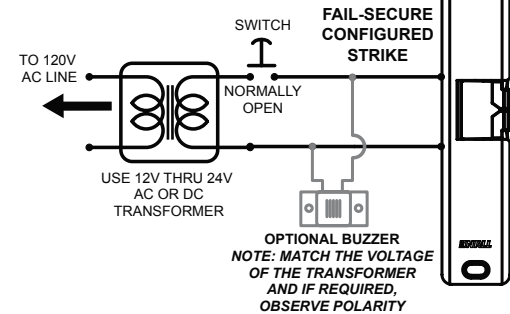 SWITCH
FAIL-SECURE
CONFIGURED
STRIKE
TO 120V
AC LINE
NORMALLY
OPEN
USE 12V THRU 24V
AC OR DC
TRANSFORMER
OPTIONAL BUZZER
NOTE: MATCH THE VOLTAGE
OF THE TRANSFORMER
AND IF REQUIRED,
OBSERVE POLARITY